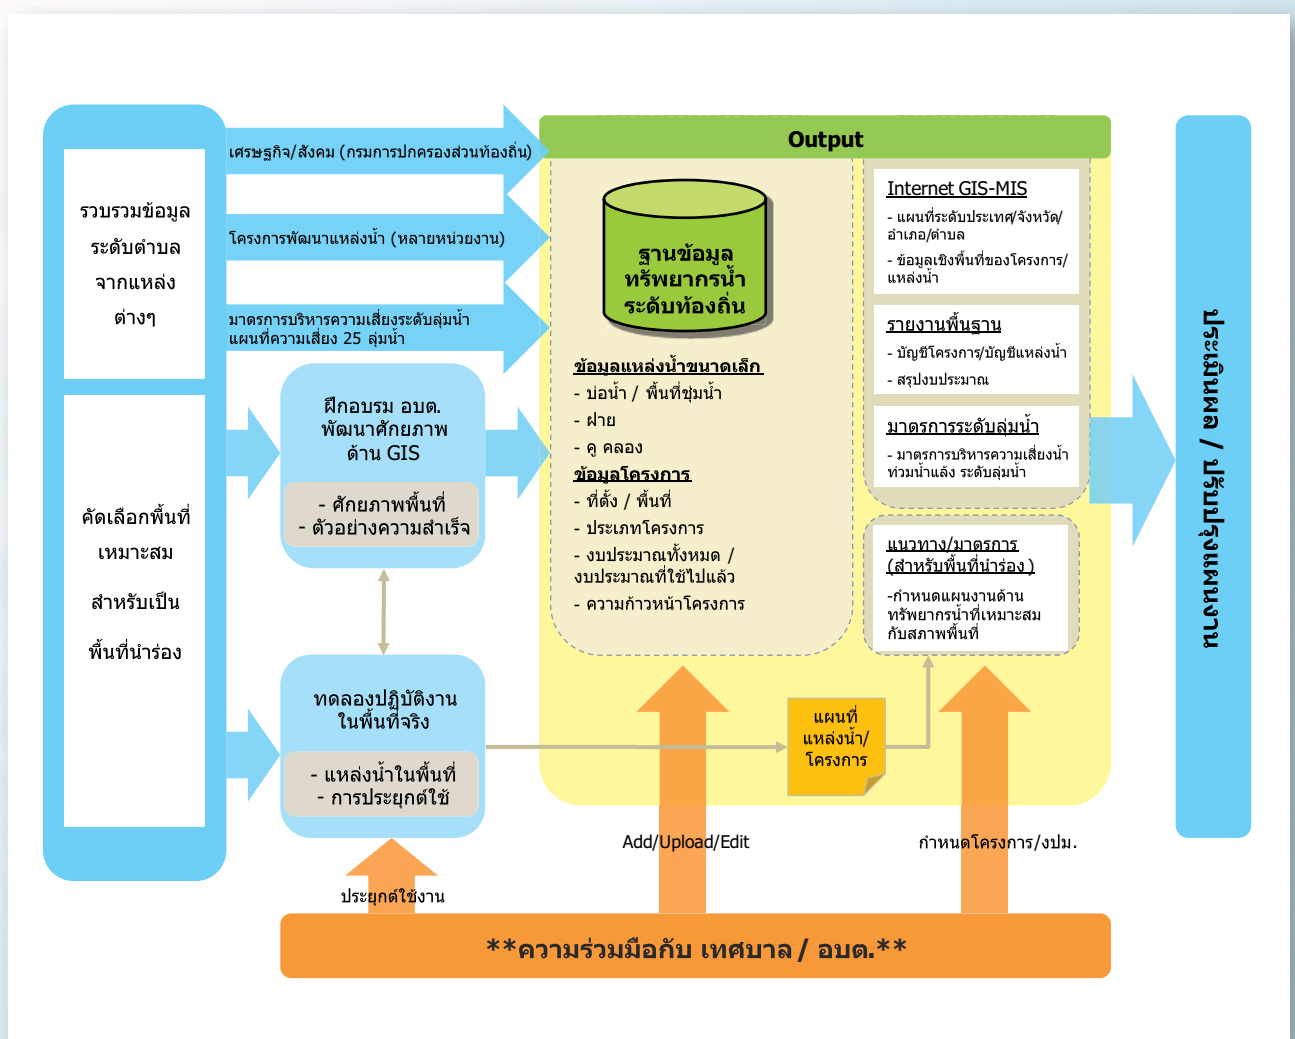 รวบรวมข้อมูล
ระดับตำบล
จากแหล่ง
ต่างๆ
คัดเลือกพื้นที่
เหมาะสม
สำหรับเป็น
พื้นที่นำร่อง
เศรษฐกิจ/สังคม (กรมการปกครองส่วนท้องถิ่น)
โครงการพัฒนาแหล่งน้ำ (หลายหน่วยงาน)
มาตรการบริหารความเสี่ยงระดับลุ่มน้ำ
แผนที่ความเสี่ยง 25 ลุ่มน้ำ
ฝึกอบรม อบต.
พัฒนาศักยภาพ
ด้าน GIS
- ศักยภาพพื้นที่
- ตัวอย่างความสำเร็จ
ทดลองปฏิบัติงาน
ในพื้นที่จริง
- แหล่งน้ำในพื้นที่
- การประยุกต์ใช้
Output
ฐานข้อมูล
ทรัพยากรน้ำ
ระดับท้องถิ่น
ข้อมูลแหล่งน้ำขนาดเล็ก
- บ่อน้ำ / พื้นที่ชุ่มน้ำ
- ฝาย
- คู คลอง
ข้อมูลโครงการ
- ที่ตั้ง / พื้นที่
- ประเภทโครงการ
- งบประมาณทั้งหมด /
งบประมาณที่ใช้ไปแล้ว
- ความก้าวหน้าโครงการ
Internet GIS-MIS
- แผนที่ระดับประเทศ/จังหวัด/
อำเภอ/ตำบล
- ข้อมูลเชิงพื้นที่ของโครงการ/
แหล่งน้ำ
รายงานพื้นฐาน
- บัญชีโครงการ/บัญชีแหล่งน้ำ
- สรุปงบประมาณ
มาตรการระดับลุ่มน้ำ
- มาตรการบริหารความเสี่ยงน้ำ
ท่วมน้ำแล้ง ระดับลุ่มน้ำ
แนวทาง/มาตรการ
(สำหรับพื้นที่นำร่อง)
-กำหนดแผนงานด้าน
ทรัพยากรน้ำที่เหมาะสม
กับสภาพพื้นที่
แผนที่
แหล่งน้ำ/
โครงการ
ประเมินผล / ปรับปรุงแผนงาน
ประยุกต์ใช้งาน
Add/Upload/Edit
กำหนดโครงการ/งปม.
**ความร่วมมือกับ เทศบาล / อบต.**